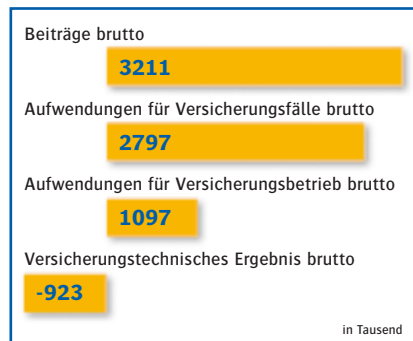 Beiträge brutto
3211
Aufwendungen für Versicherungsfälle brutto
2797
Aufwendungen für Versicherungsbetrieb brutto
1097
Versicherungstechnisches Ergebnis brutto
-923
in Tausend